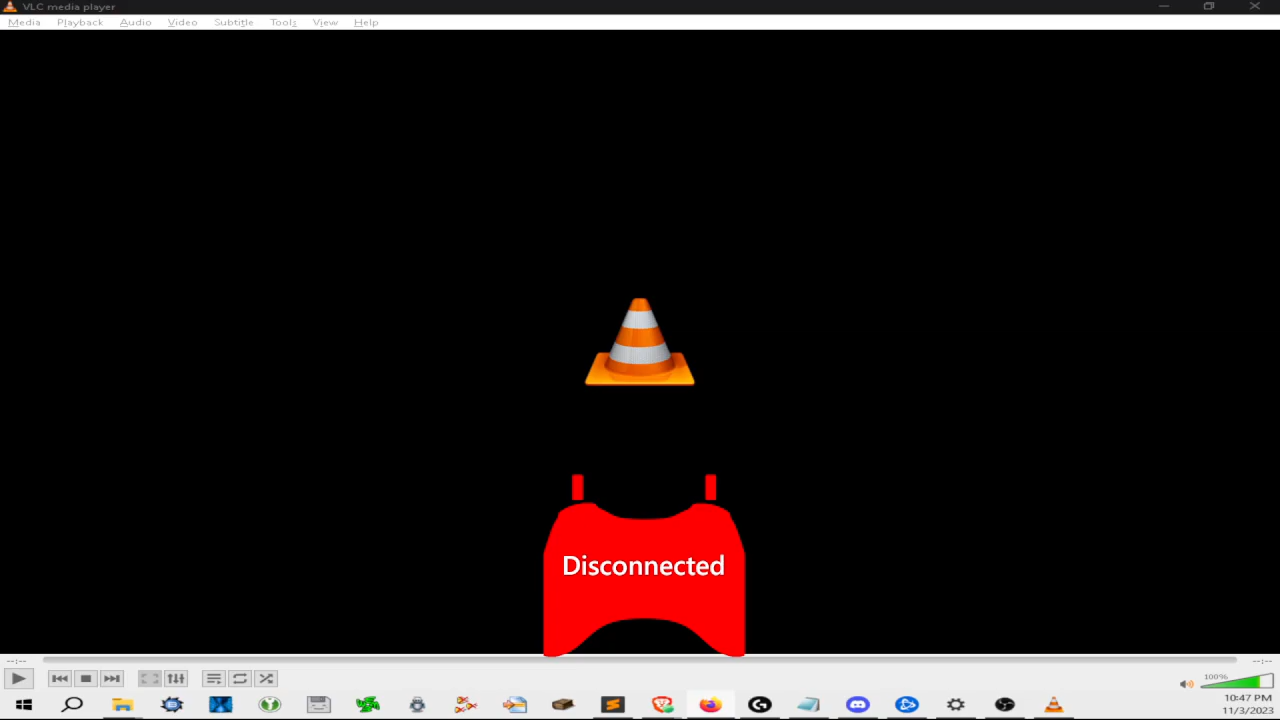 VLC media player
Media Playback Audio Video Subtitle Tools View Help
Disconnected
--:-- --:--
100%
10:47 PM
11/3/2023